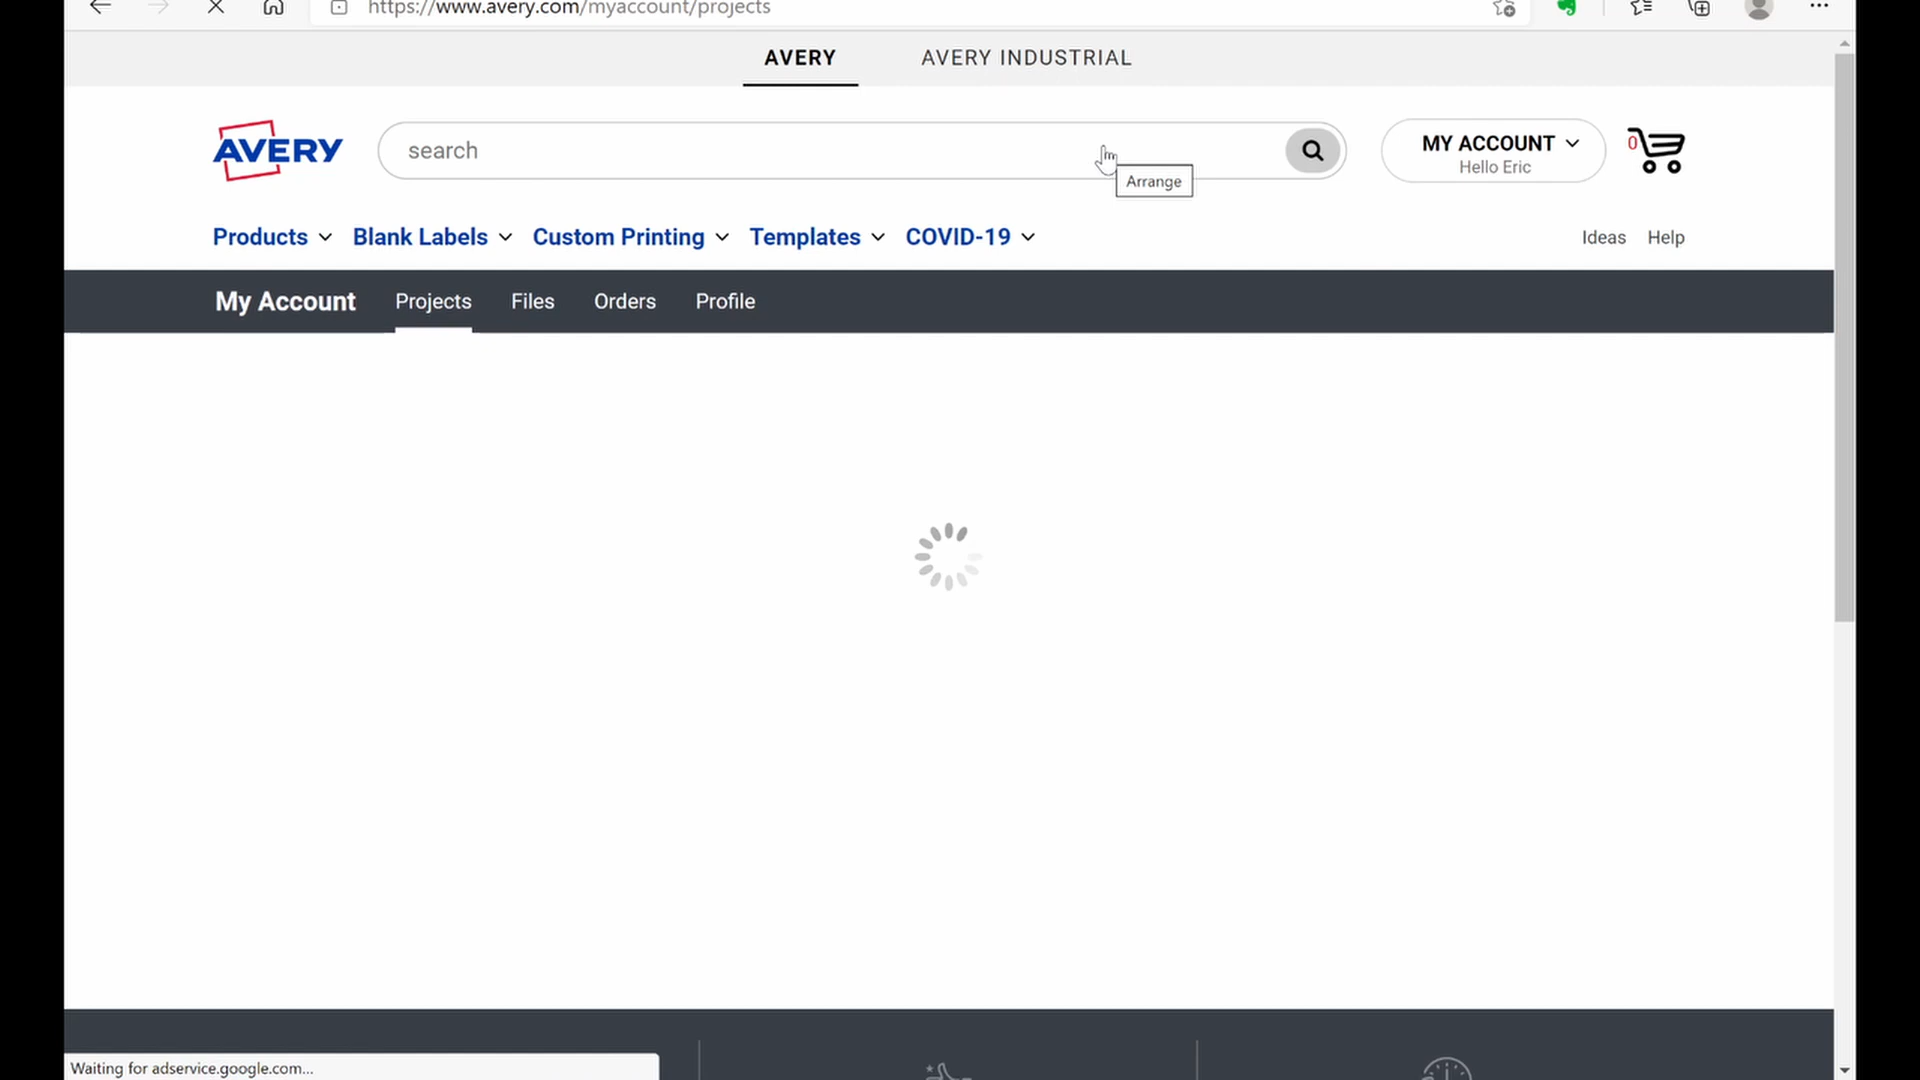 https://www.avery.com/myaccount/projects
AVERY AVERY INDUSTRIAL
AVERY search MY ACCOUNT
Hello Eric
0
Arrange
Products Blank Labels Custom Printing Templates COVID-19 Ideas Help
My Account Projects Files Orders Profile
Waiting for adservice.google.com...